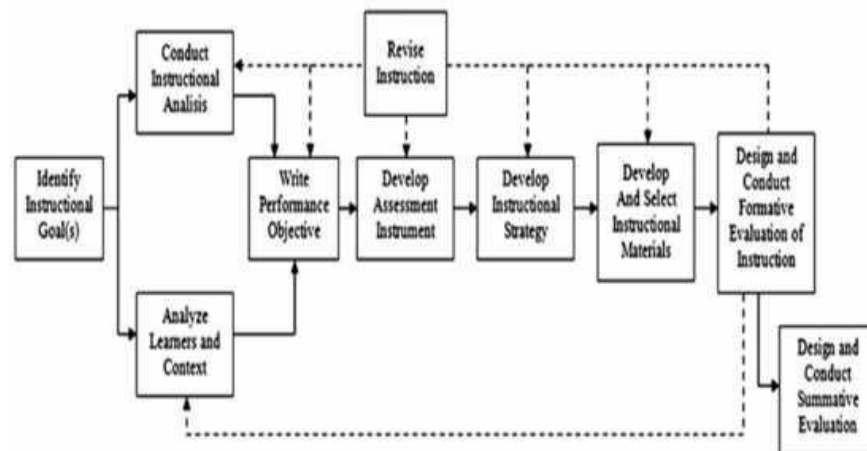 Conduct
Instructional
Analisis
Revise
Instruction
Identify
Instructional
Goal(s)
Write
Performance
Objective
Develop
Assessment
Instrument
Develop
Instructional
Strategy
Develop
And Select
Instructional
Materials
Design and
Conduct
Formative
Evaluation of
Instruction
Analyze
Learners and
Context
Design and
Conduct
Summative
Evaluation